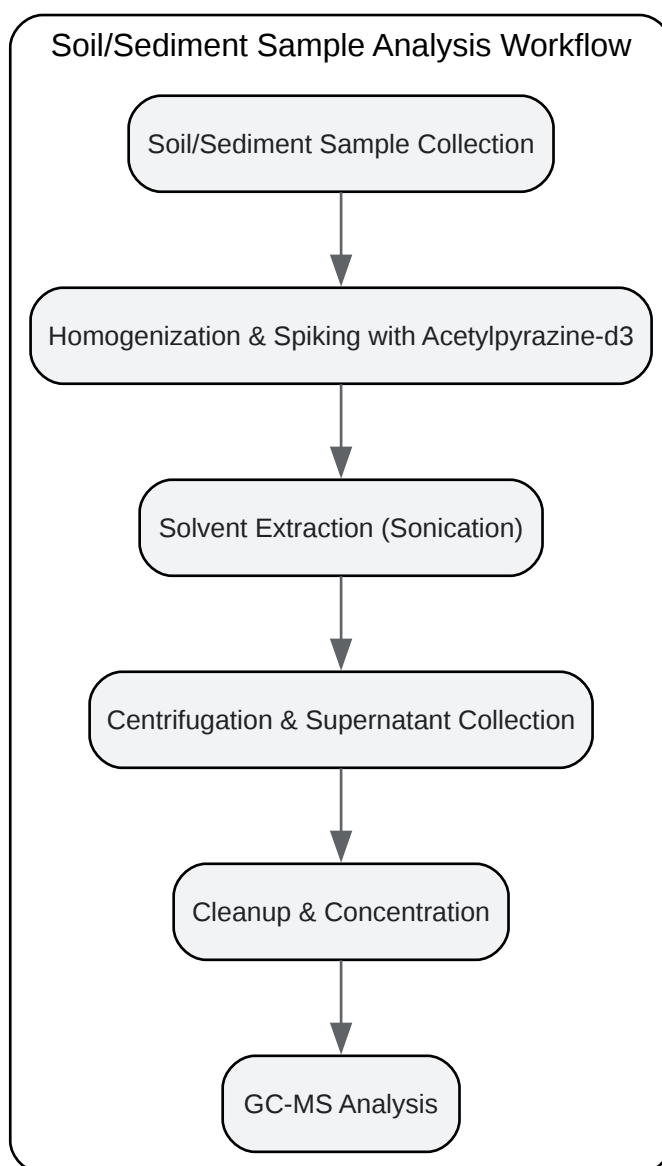 Soil/Sediment Sample Analysis Workflow
Soil/Sediment Sample Collection
Homogenization & Spiking with Acetylpyrazine-d3
Solvent Extraction (Sonication)
Centrifugation & Supernatant Collection
Cleanup & Concentration
GC-MS Analysis